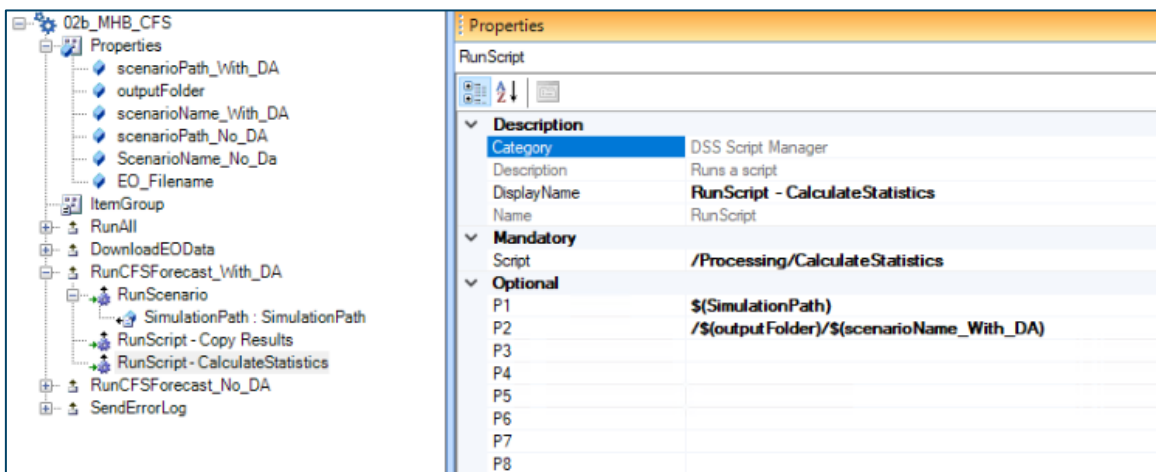 02b_MHB_CFS
Properties
scenarioPath_With_DA
outputFolder
scenarioName_With_DA
scenarioPath_No_DA
ScenarioName_No_Da
EO_Filename
ItemGroup
RunAll
DownloadEOData
RunCFSForecast_With_DA
RunScenario
SimulationPath : SimulationPath
RunScript - Copy Results
RunScript - CalculateStatistics
RunCFSForecast_No_DA
SendErrorLog
Properties
RunScript
Description
Category DSS Script Manager
Description Runs a script
DisplayName RunScript - CalculateStatistics
Name RunScript
Mandatory
Script /Processing/CalculateStatistics
Optional
P1 $(SimulationPath)
P2 /$(outputFolder)/$(scenarioName_With_DA)
P3
P4
P5
P6
P7
P8